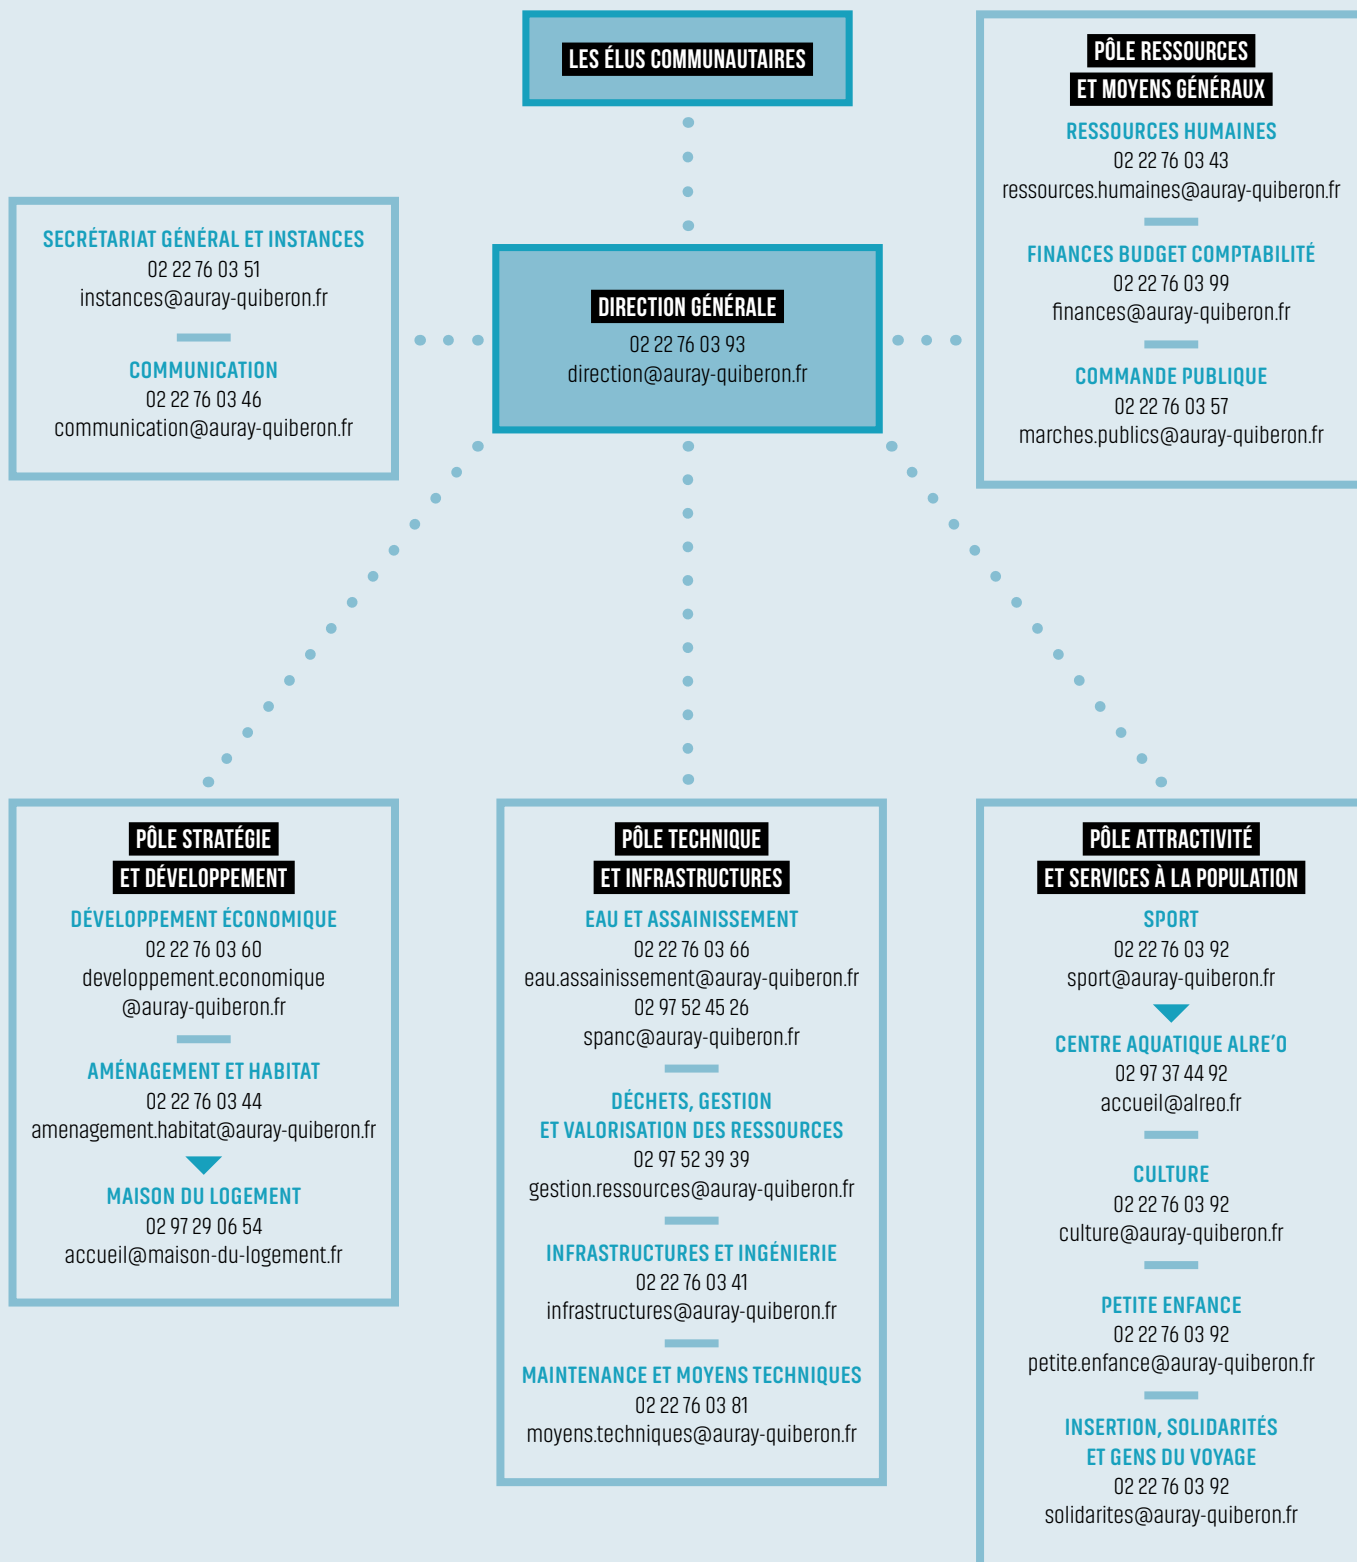 LES ÉLUS COMMUNAUTAIRES
PÔLE RESSOURCES
ET MOYENS GÉNÉRAUX
RESSOURCES HUMAINES
02 22 76 03 43
ressources.humaines@auray-quiberon.fr
FINANCES BUDGET COMPTABILITÉ
02 22 76 03 99
finances@auray-quiberon.fr
COMMANDE PUBLIQUE
02 22 76 03 57
marches.publics@auray-quiberon.fr
SECRÉTARIAT GÉNÉRAL ET INSTANCES
02 22 76 03 51
instances@auray-quiberon.fr
COMMUNICATION
02 22 76 03 46
communication@auray-quiberon.fr
DIRECTION GÉNÉRALE
02 22 76 03 93
direction@auray-quiberon.fr
PÔLE STRATÉGIE
ET DÉVELOPPEMENT
DÉVELOPPEMENT ÉCONOMIQUE
02 22 76 03 60
developpement.economique
@auray-quiberon.fr
AMÉNAGEMENT ET HABITAT
02 22 76 03 44
amenagement.habitat@auray-quiberon.fr
MAISON DU LOGEMENT
02 97 29 06 54
accueil@maison-du-logement.fr
PÔLE TECHNIQUE
ET INFRASTRUCTURES
EAU ET ASSAINISSEMENT
02 22 76 03 66
eau.assainissement@auray-quiberon.fr
02 97 52 45 26
spanc@auray-quiberon.fr
DÉCHETS, GESTION
ET VALORISATION DES RESSOURCES
02 97 52 39 39
gestion.ressources@auray-quiberon.fr
INFRASTRUCTURES ET INGÉNIERIE
02 22 76 03 41
infrastructures@auray-quiberon.fr
MAINTENANCE ET MOYENS TECHNIQUES
02 22 76 03 81
moyens.techniques@auray-quiberon.fr
PÔLE ATTRACTIVITÉ
ET SERVICES À LA POPULATION
SPORT
02 22 76 03 92
sport@auray-quiberon.fr
CENTRE AQUATIQUE ALRE'O
02 97 37 44 92
accueil@alreo.fr
CULTURE
02 22 76 03 92
culture@auray-quiberon.fr
PETITE ENFANCE
02 22 76 03 92
petite.enfance@auray-quiberon.fr
INSERTION, SOLIDARITÉS
ET GENS DU VOYAGE
02 22 76 03 92
solidarites@auray-quiberon.fr